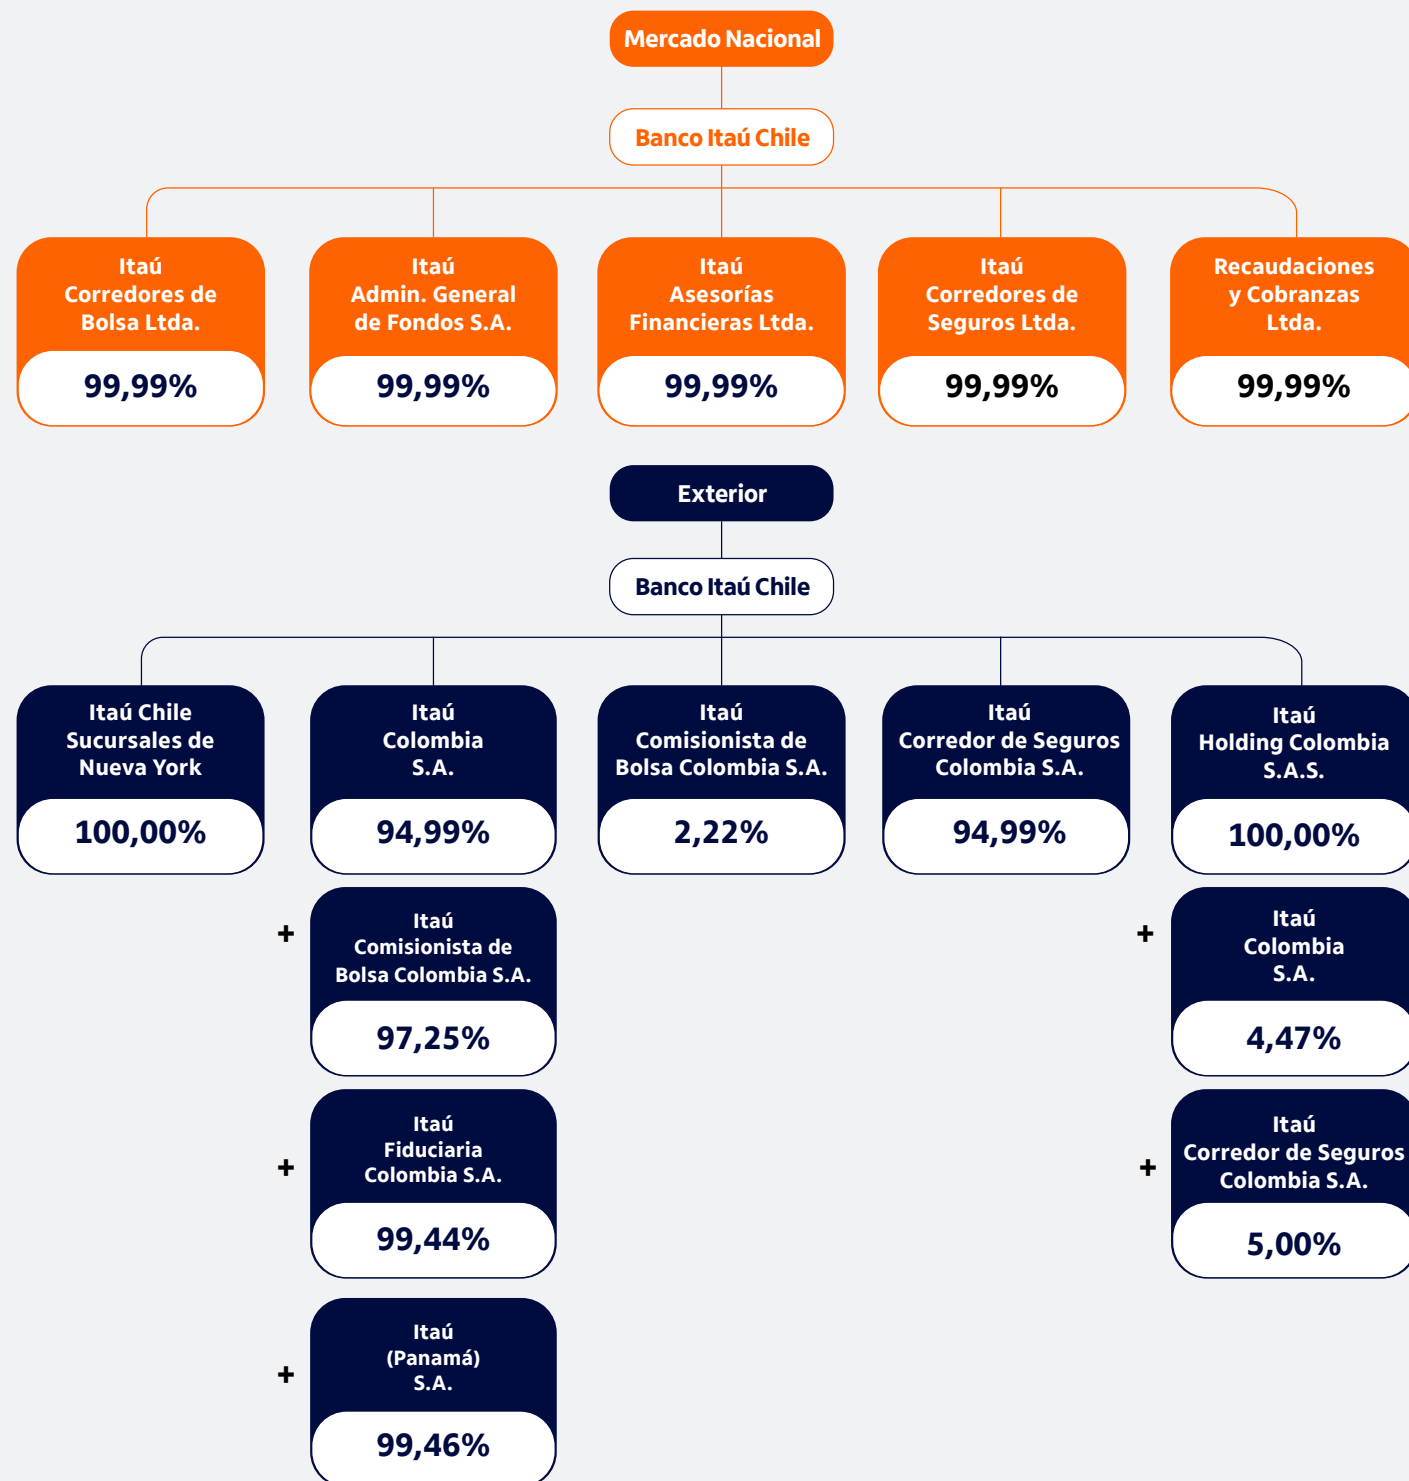 Mercado Nacional
Banco Itaú Chile
Itaú
Corredores de
Bolsa Ltda.
99,99%
Itaú
Admin. General
de Fondos S.A.
99,99%
Itaú
Asesorías
Financieras Ltda.
99,99%
Itaú
Corredores de
Seguros Ltda.
99,99%
Recaudaciones
y Cobranzas
Ltda.
99,99%
Exterior
Banco Itaú Chile
Itaú Chile
Sucursales de
Nueva York
100,00%
Itaú
Colombia
S.A.
94,99%
+
Itaú
Comisionista de
Bolsa Colombia S.A.
97,25%
+
Itaú
Fiduciaria
Colombia S.A.
99,44%
+
Itaú
(Panamá)
S.A.
99,46%
Itaú
Comisionista de
Bolsa Colombia S.A.
2,22%
Itaú
Corredor de Seguros
Colombia S.A.
94,99%
Itaú
Holding Colombia
S.A.S.
100,00%
+
Itaú
Colombia
S.A.
4,47%
+
Itaú
Corredor de Seguros
Colombia S.A.
5,00%